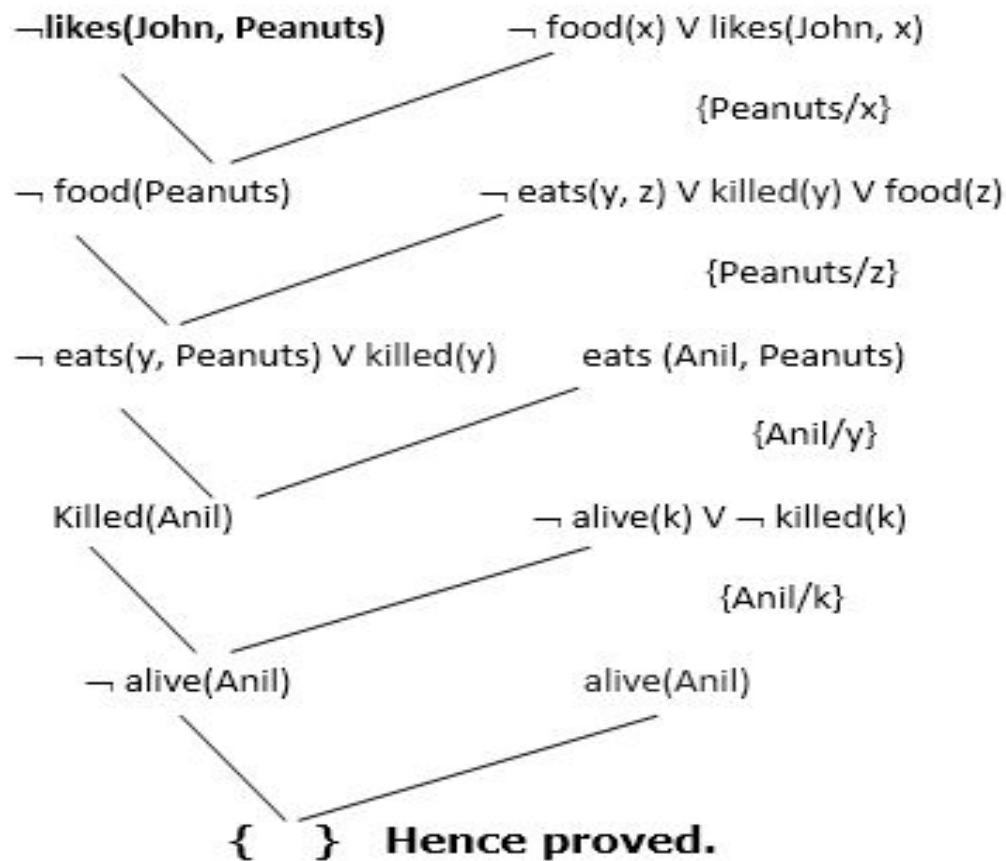 ¬likes(John, Peanuts) ¬ food(x) V likes(John, x)
{Peanuts/x}
¬ food(Peanuts) ¬ eats(y, z) V killed(y) V food(z)
{Peanuts/z}
¬ eats(y, Peanuts) V killed(y) eats (Anil, Peanuts)
{Anil/y}
Killed(Anil) ¬ alive(k) V ¬ killed(k)
{Anil/k}
¬ alive(Anil) alive(Anil)
{ } Hence proved.